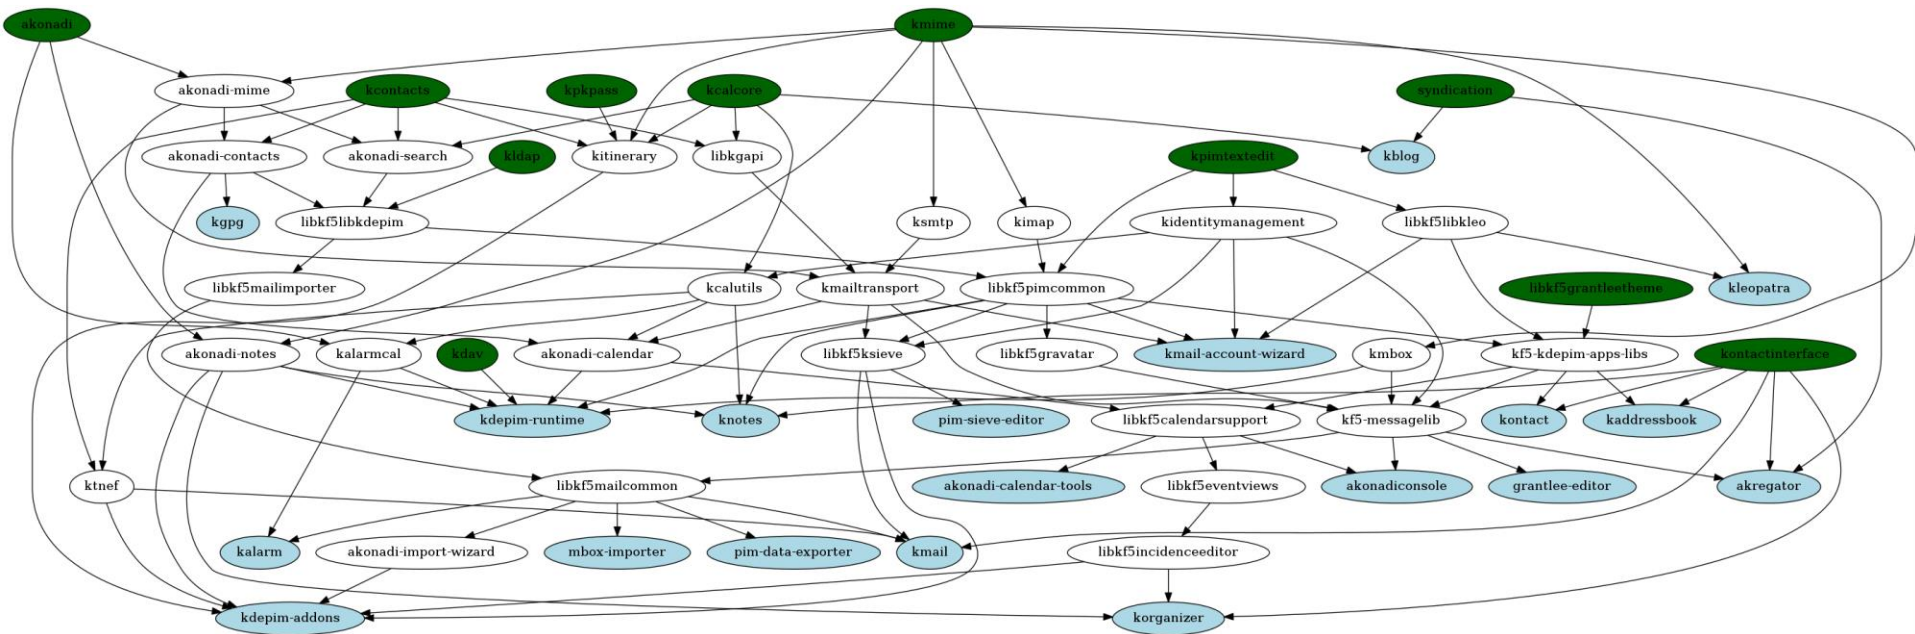 akonadi
kmime
akonadi-mime
kcontacts
kpkpass
kcalcore
syndication
akonadi-contacts
akonadi-search
kldap
kitinerary
libkgapi
kpimtextedit
kblog
kgpg
libkf5libkdepim
ksmtp
kimap
kidentitymanagement
libkf5libkleo
libkf5mailimporter
kcalutils
kmailtransport
libkf5pimcommon
libkf5grantleetheme
kleopatra
akonadi-notes
kalarmcal
kdav
akonadi-calendar
libkf5ksieve
libkf5gravatar
kmail-account-wizard
kmbox
kf5-kdepim-apps-libs
kontactinterface
kdepim-runtime
knotes
pim-sieve-editor
libkf5calendarsupport
kf5-messagelib
kontact
kaddressbook
ktnef
libkf5mailcommon
akonadi-calendar-tools
libkf5eventviews
akonadiconsole
grantlee-editor
akregator
kalarm
akonadi-import-wizard
mbox-importer
pim-data-exporter
kmail
libkf5incidenceeditor
kdepim-addons
korganizer